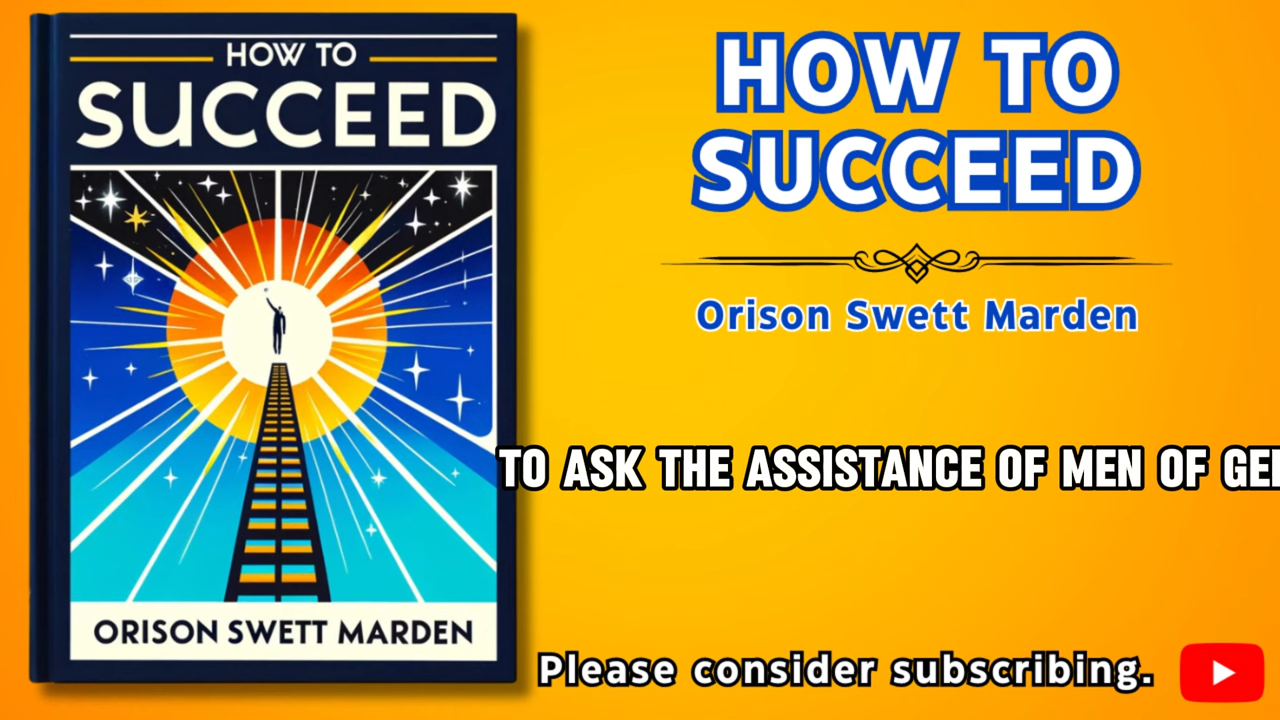 HOW TO
SUCCEED
ORISON SWETT MARDEN
HOW TO
SUCCEED
Orison Swett Marden
TO ASK THE ASSISTANCE OF MEN OF
Please consider subscribing.